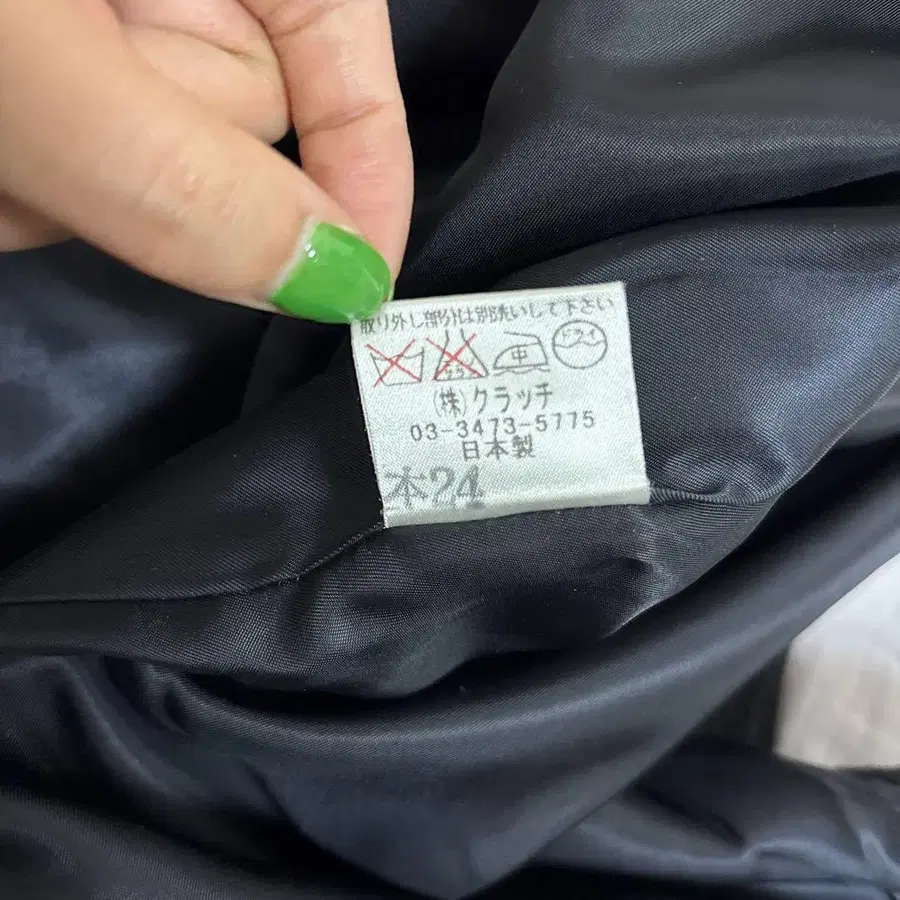 取り外し部分は別洗いして下さい
中 ドライ
(株)クラッチ
03-3473-5775
日本製
本24